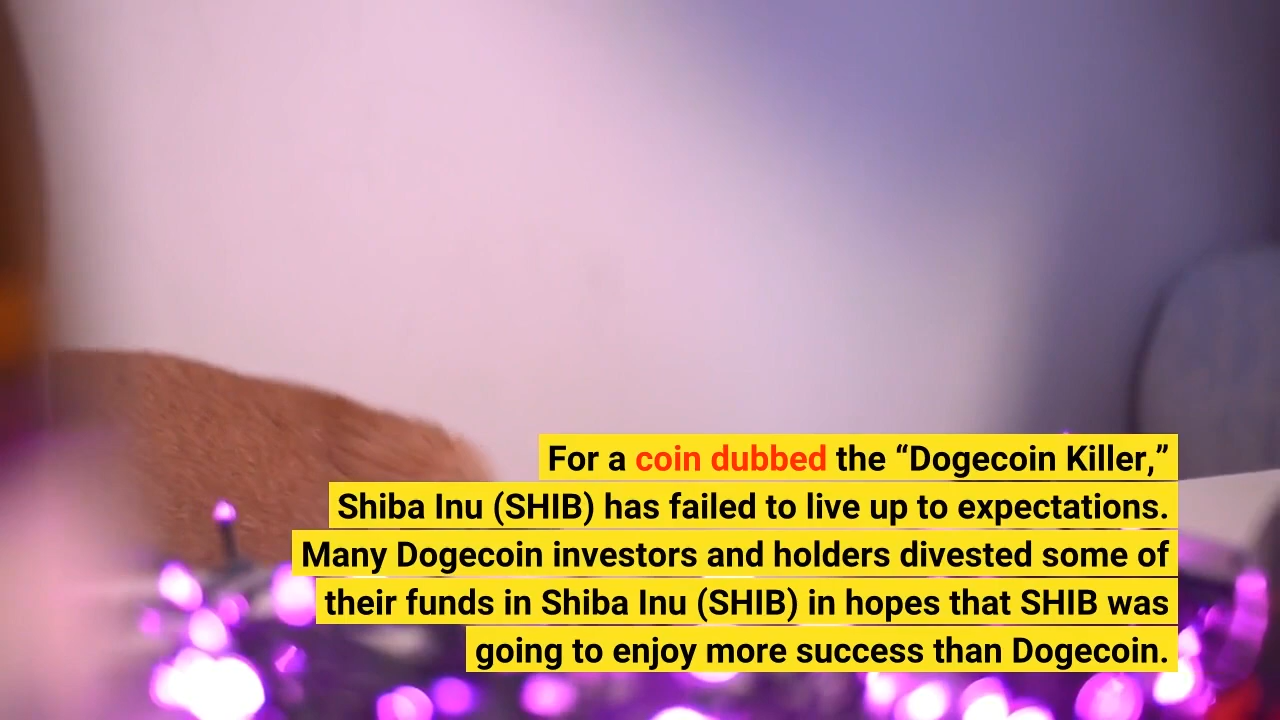 For a coin dubbed the “Dogecoin Killer,”
Shiba Inu (SHIB) has failed to live up to expectations.
Many Dogecoin investors and holders divested some of
their funds in Shiba Inu (SHIB) in hopes that SHIB was
going to enjoy more success than Dogecoin.